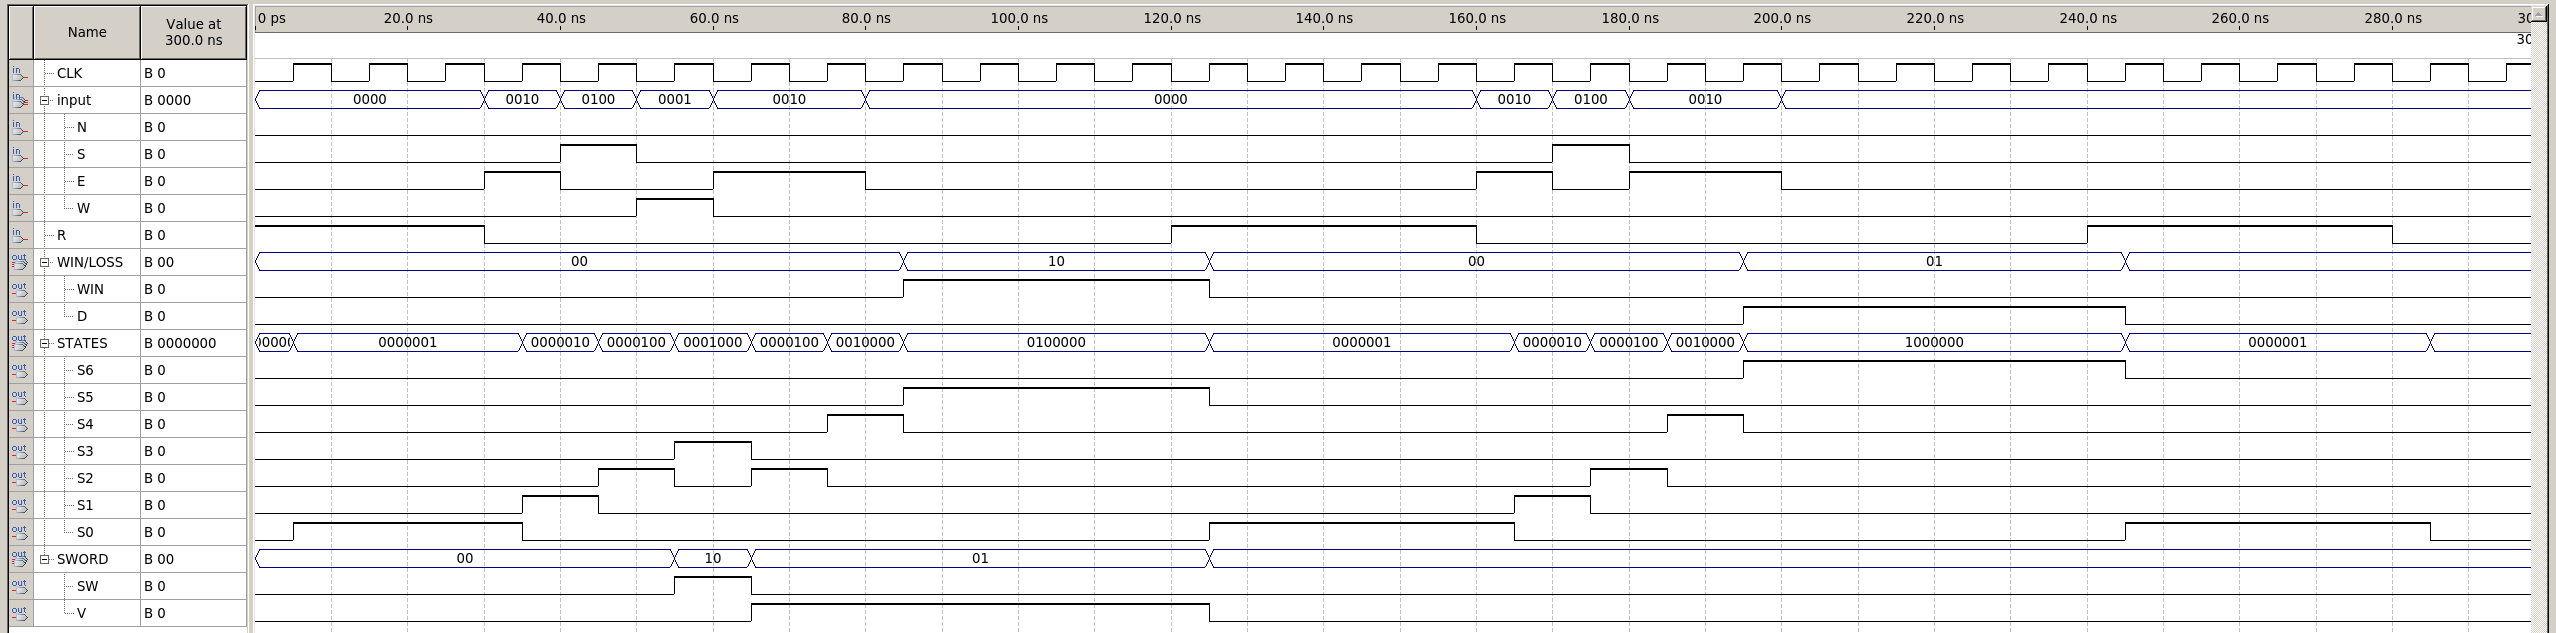 Name Value at 300.0 ns 0 ps 20.0 ns 40.0 ns 60.0 ns 80.0 ns 100.0 ns 120.0 ns 140.0 ns 160.0 ns 180.0 ns 200.0 ns 220.0 ns 240.0 ns 260.0 ns 280.0 ns 30
30
in CLK B 0
in input B 0000 0000 0010 0100 0001 0010 0000 0010 0100 0010
in N B 0
in S B 0
in E B 0
in W B 0
in R B 0
out WIN/LOSS B 00 00 10 00 01
out WIN B 0
out D B 0
out STATES B 0000000 0000001 0000010 0000100 0001000 0000100 0010000 0100000 0000001 0000010 0000100 0010000 1000000 0000001
out S6 B 0
out S5 B 0
out S4 B 0
out S3 B 0
out S2 B 0
out S1 B 0
out S0 B 0
out SWORD B 00 00 10 01
out SW B 0
out V B 0